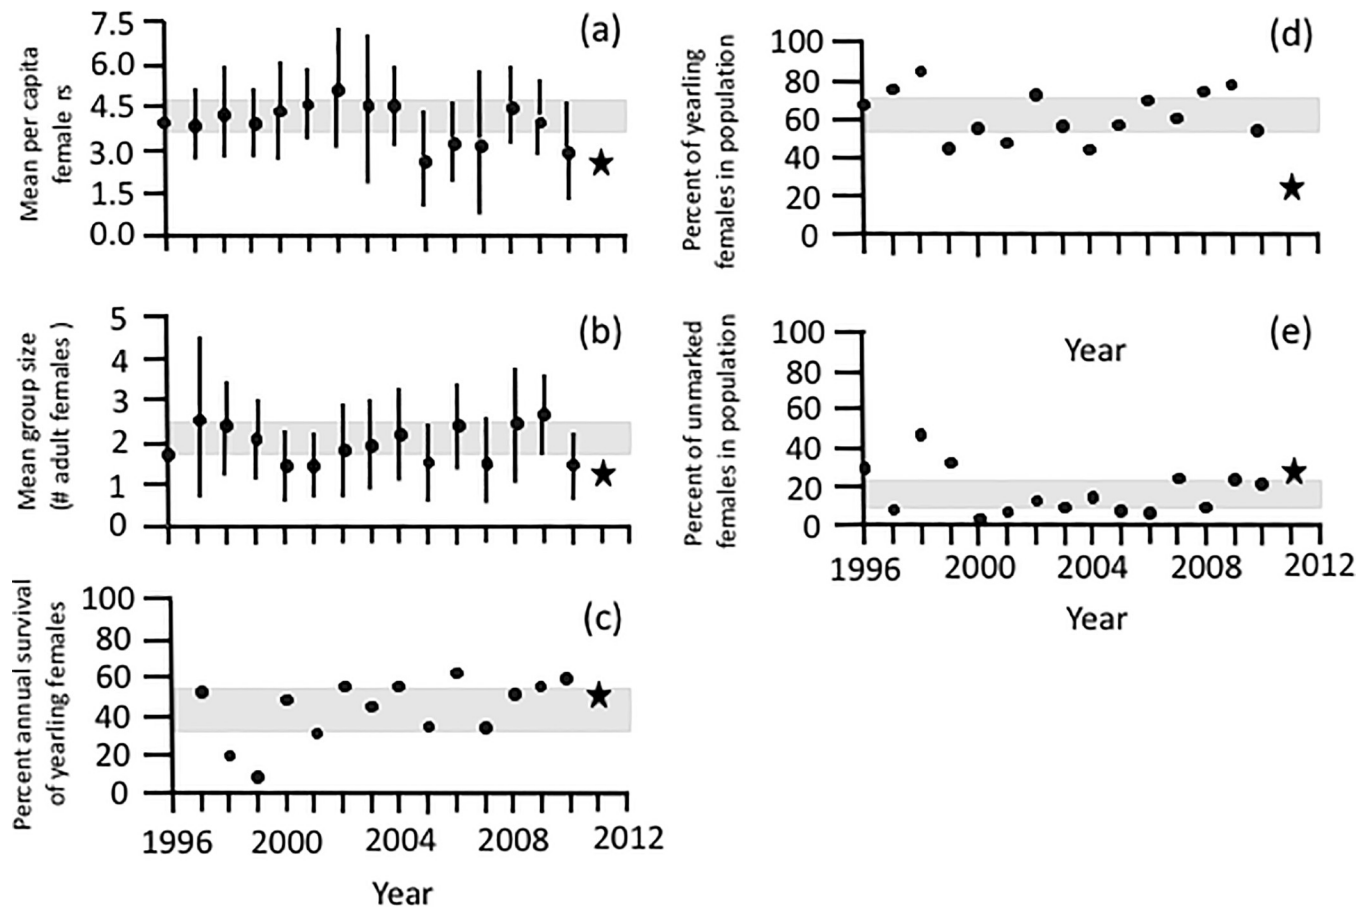 (a)
Mean per capita
female rs
7.5
6.0
4.5
3.0
1.5
0.0
(b)
Mean group size
(# adult females )
5
4
3
2
1
0
(c)
Percent annual survival
of yearling females
100
80
60
40
20
0
1996 2000 2004 2008 2012
Year
(d)
Percent of yearling
females in population
100
80
60
40
20
0
Year
(e)
Percent of unmarked
females in population
100
80
60
40
20
0
1996 2000 2004 2008 2012
Year